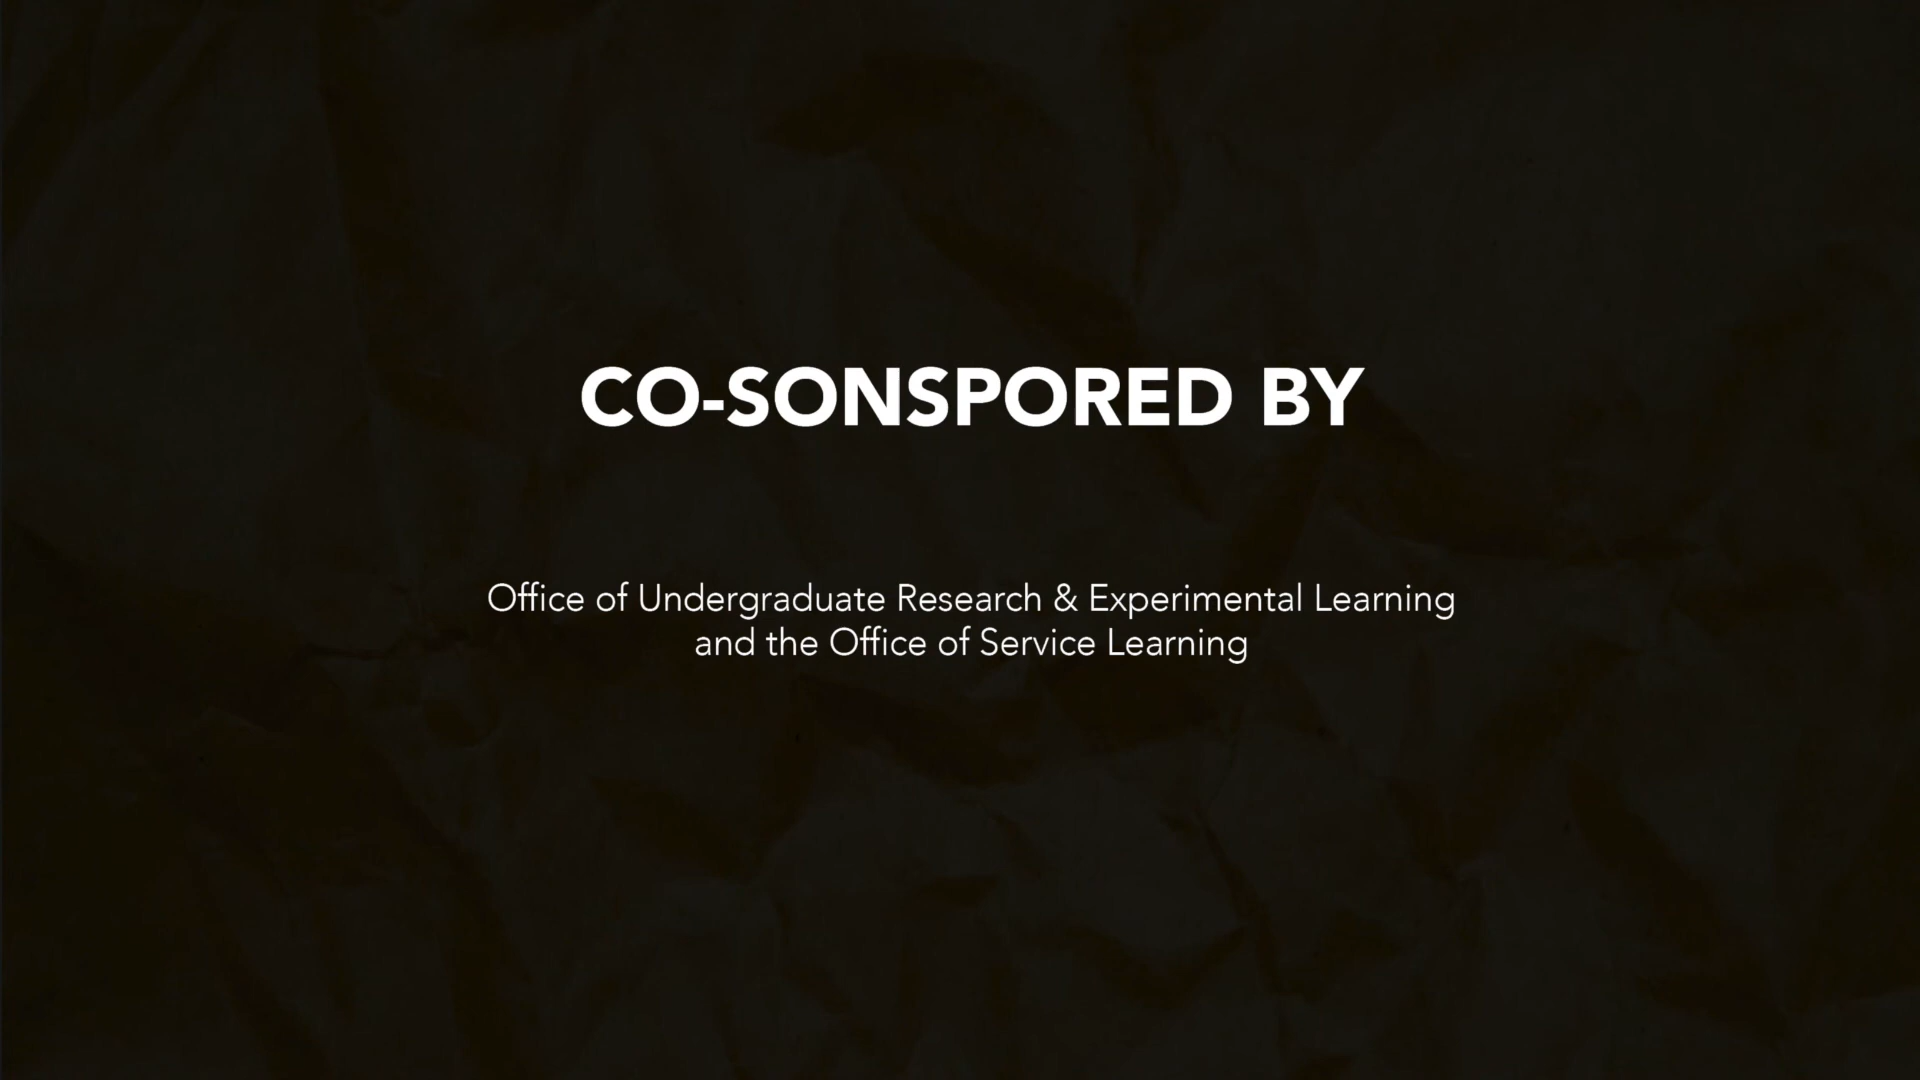 CO-SONSPORED BY
Office of Undergraduate Research & Experimental Learning
and the Office of Service Learning